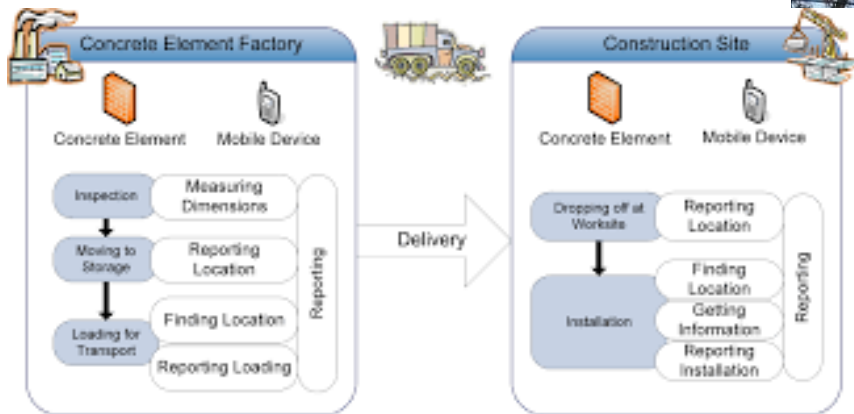 Concrete Element Factory
Concrete Element
Mobile Device
Inspection
Measuring
Dimensions
Moving to
Storage
Reporting
Location
Loading for
Transport
Finding Location
Reporting Loading
Reporting
Delivery
Construction Site
Concrete Element
Mobile Device
Dropping off at
Worksite
Reporting
Location
Installation
Finding
Location
Getting
Information
Reporting
Installation
Reporting